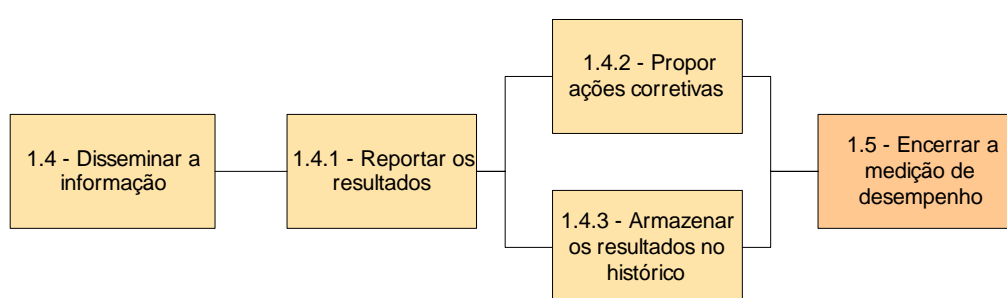 1.4 - Disseminar a
informação
1.4.1 - Reportar os
resultados
1.4.2 - Propor
ações corretivas
1.4.3 - Armazenar
os resultados no
histórico
1.5 - Encerrar a
medição de
desempenho